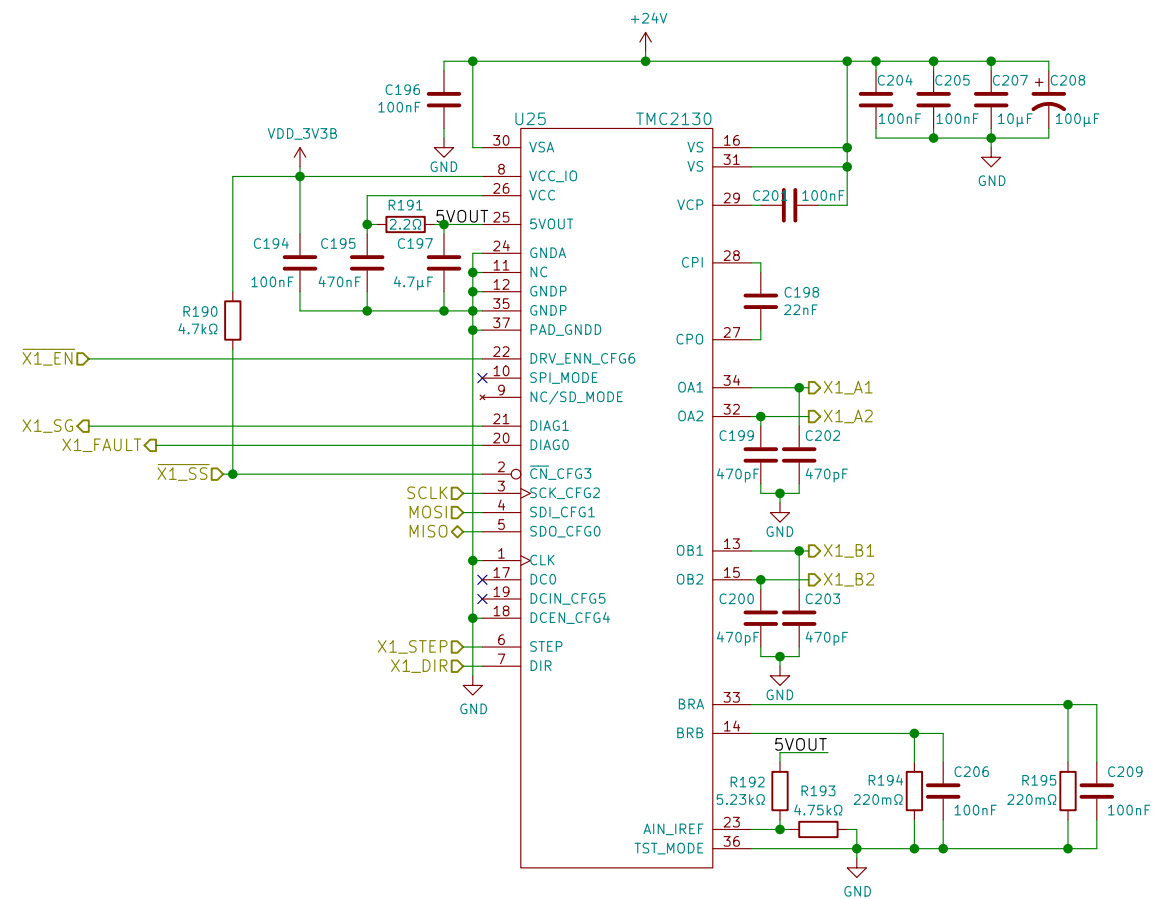 +24V
C196
100nF
C204
100nF
C205
100nF
C207
10µF
+
C208
100µF
GND
U25
TMC2130
VDD_3V3B
GND
30
VSA
8
VCC_IO
26
VCC
R191
2.2Ω
5VOUT
25
5VOUT
C194
100nF
C195
470nF
C197
4.7µF
24
GNDA
11
NC
12
GNDP
35
GNDP
37
PAD_GNDD
R190
4.7kΩ
X1_EN
22
DRV_ENN_CFG6
10
SPI_MODE
9
NC/SD_MODE
X1_SG
21
DIAG1
X1_FAULT
20
DIAG0
X1_SS
2
CN_CFG3
SCLK
3
SCK_CFG2
MOSI
4
SDI_CFG1
MISO
5
SDO_CFG0
1
CLK
17
DC0
19
DCIN_CFG5
18
DCEN_CFG4
X1_STEP
6
STEP
X1_DIR
7
DIR
GND
VS
16
VS
31
VCP
29
C201
100nF
CPI
28
C198
22nF
CPO
27
OA1
34
X1_A1
OA2
32
X1_A2
C199
470pF
C202
470pF
GND
OB1
13
X1_B1
OB2
15
X1_B2
C200
470pF
C203
470pF
GND
BRA
33
BRB
14
5VOUT
R192
5.23kΩ
R193
4.75kΩ
R194
220mΩ
C206
100nF
R195
220mΩ
C209
100nF
AIN_IREF
23
TST_MODE
36
GND